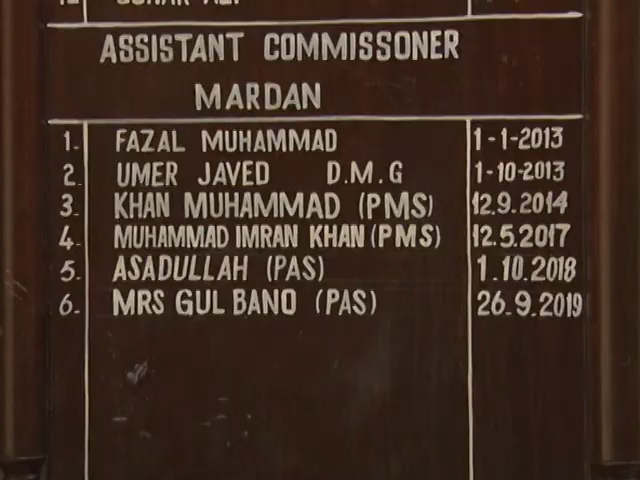 ASSISTANT COMMISSONER
MARDAN
1. FAZAL MUHAMMAD 1-1-2013
2. UMER JAVED D.M.G 1-10-2013
3. KHAN MUHAMMAD (PMS) 12.9.2014
4. MUHAMMAD IMRAN KHAN (PMS) 12.5.2017
5. ASADULLAH (PAS) 1.10.2018
6. MRS GUL BANO (PAS) 26.9.2019